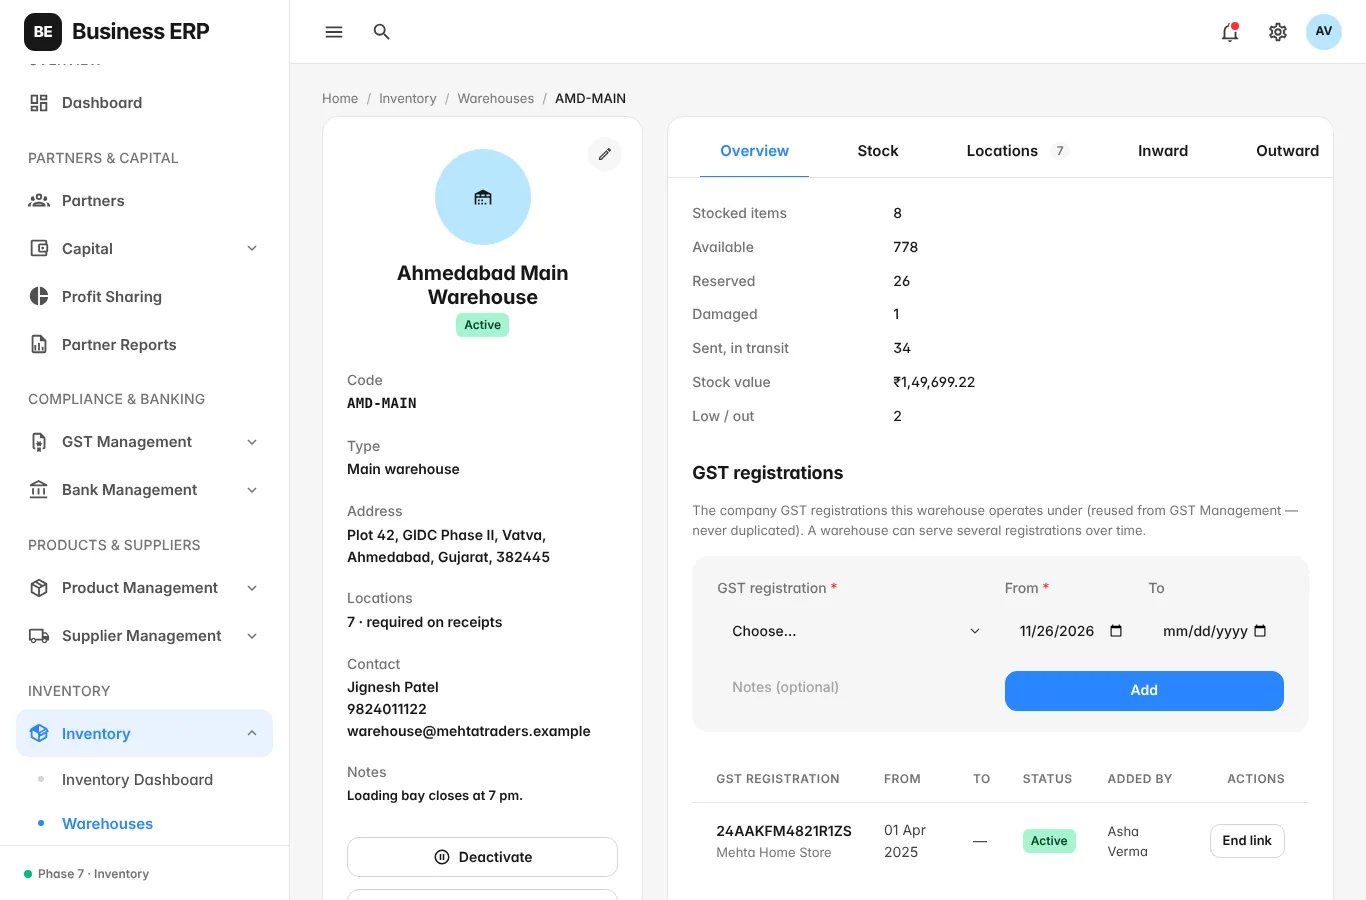 BE Business ERP
OVERVIEW
Dashboard
PARTNERS & CAPITAL
Partners
Capital
Profit Sharing
Partner Reports
COMPLIANCE & BANKING
GST Management
Bank Management
PRODUCTS & SUPPLIERS
Product Management
Supplier Management
INVENTORY
Inventory
Inventory Dashboard
Warehouses
Phase 7 · Inventory
AV
Home / Inventory / Warehouses / AMD-MAIN
Ahmedabad Main
Warehouse
Active
Code
AMD-MAIN
Type
Main warehouse
Address
Plot 42, GIDC Phase II, Vatva,
Ahmedabad, Gujarat, 382445
Locations
7 · required on receipts
Contact
Jignesh Patel
9824011122
warehouse@mehtatraders.example
Notes
Loading bay closes at 7 pm.
Deactivate
Overview Stock Locations 7 Inward Outward
Stocked items 8
Available 778
Reserved 26
Damaged 1
Sent, in transit 34
Stock value ₹1,49,699.22
Low / out 2
GST registrations
The company GST registrations this warehouse operates under (reused from GST Management —
never duplicated). A warehouse can serve several registrations over time.
GST registration * From * To
Choose... 11/26/2026 mm/dd/yyyy
Notes (optional) Add
GST REGISTRATION FROM TO STATUS ADDED BY ACTIONS
24AAKFM4821R1ZS 01 Apr — Active Asha End link
Mehta Home Store 2025 Verma